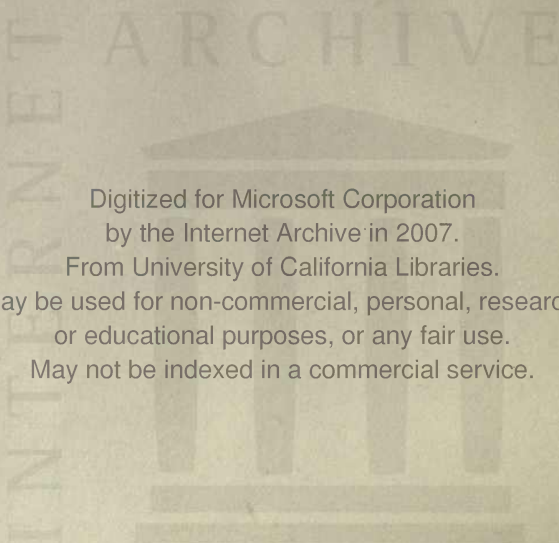 INTERNET ARCHIVE
Digitized for Microsoft Corporation
by the Internet Archive in 2007.
From University of California Libraries.
ay be used for non-commercial, personal, researc
or educational purposes, or any fair use.
May not be indexed in a commercial service.